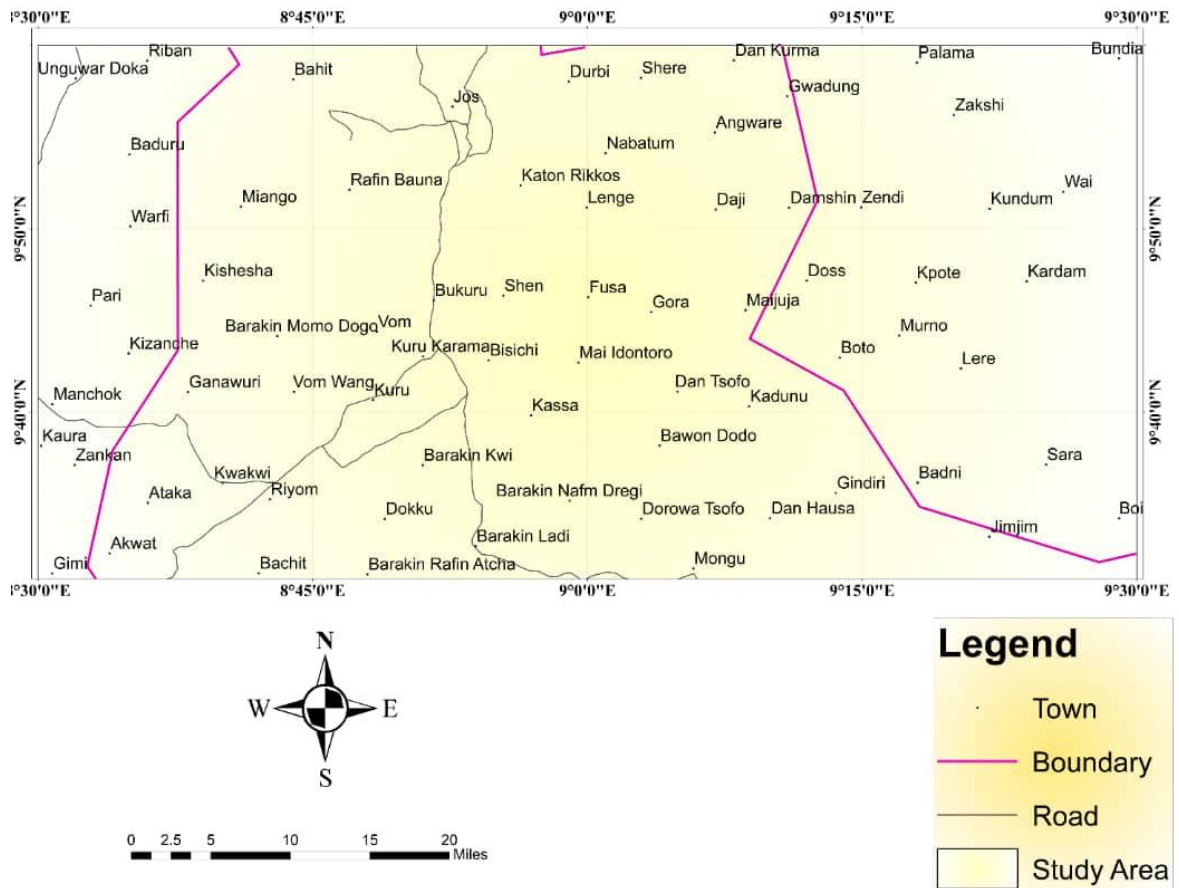 8°30'0"E 8°45'0"E 9°0'0"E 9°15'0"E 9°30'0"E
Riban
Dan Kurma
Palama
Bundia
Unguwar Doka
Bahit
Durbi
Shere
Gwadung
Jos
Zakshi
Angware
Baduru
Nabatum
Rafin Bauna
Katon Rikkos
Wai
Miango
Lenge
Daji
Damshin Zendi
Kundum
Warfi
9°50'0"N
9°50'0"N
Kishesha
Doss
Kpote
Kardam
Pari
Bukuru
Shen
Fusa
Gora
Maijuja
Barakin Momo Dogo
Vom
Murno
Kizanche
Kuru Karama
Bisichi
Mai Idontoro
Boto
Lere
Manchok
Ganawuri
Vom Wang
Kuru
Dan Tsofo
Kadunu
9°40'0"N
9°40'0"N
Kassa
Kaura
Bawon Dodo
Zankan
Barakin Kwi
Sara
Kwakwi
Badni
Ataka
Riyom
Barakin Nafm Dregi
Gindiri
Dokku
Dorowa Tsofo
Dan Hausa
Boi
Akwat
Barakin Ladi
Jimjim
Gimi
Bachit
Barakin Rafin Atcha
Mongu
8°30'0"E 8°45'0"E 9°0'0"E 9°15'0"E 9°30'0"E
N
W E
S
0 2.5 5 10 15 20
Miles
Legend
Town
Boundary
Road
Study Area